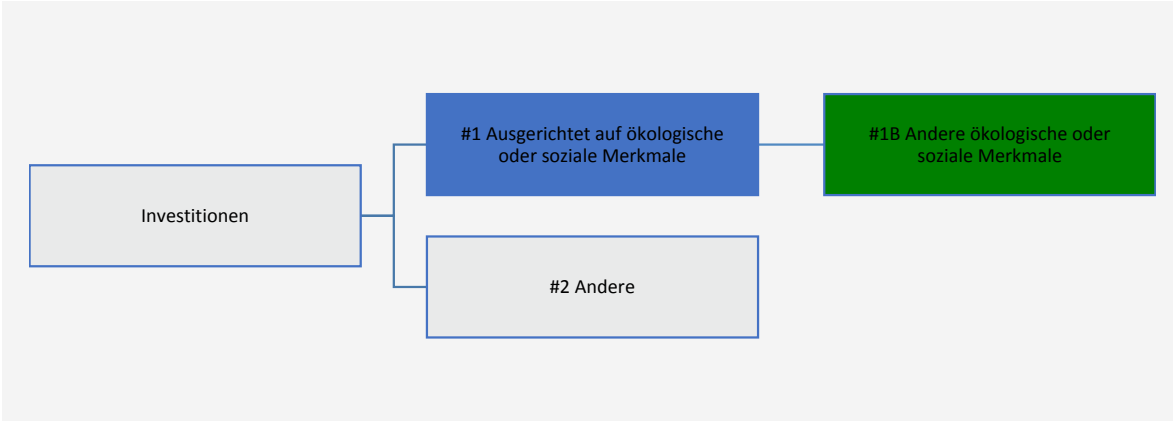 #1 Ausgerichtet auf ökologische
oder soziale Merkmale
#1B Andere ökologische oder
soziale Merkmale
Investitionen
#2 Andere